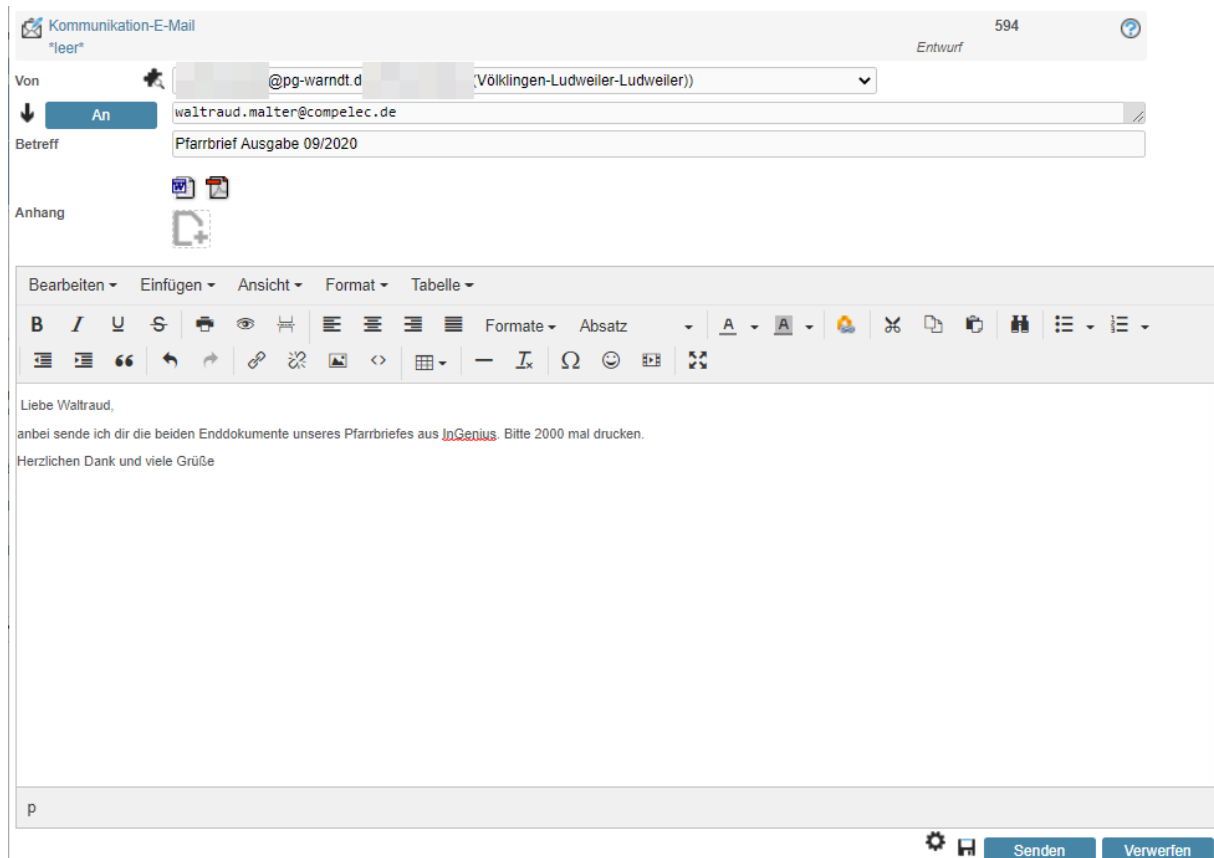 Kommunikation-E-Mail 594
*leer* Entwurf
Von @pg-warndt.d (Völklingen-Ludweiler-Ludweiler))
An waltraud.malter@compelec.de
Betreff Pfarrbrief Ausgabe 09/2020
Anhang
Bearbeiten Einfügen Ansicht Format Tabelle
B I U S Formate Absatz A A
Liebe Waltraud,
anbei sende ich dir die beiden Enddokumente unseres Pfarrbriefes aus InGenius. Bitte 2000 mal drucken.
Herzlichen Dank und viele Grüße
p
Senden Verwerfen